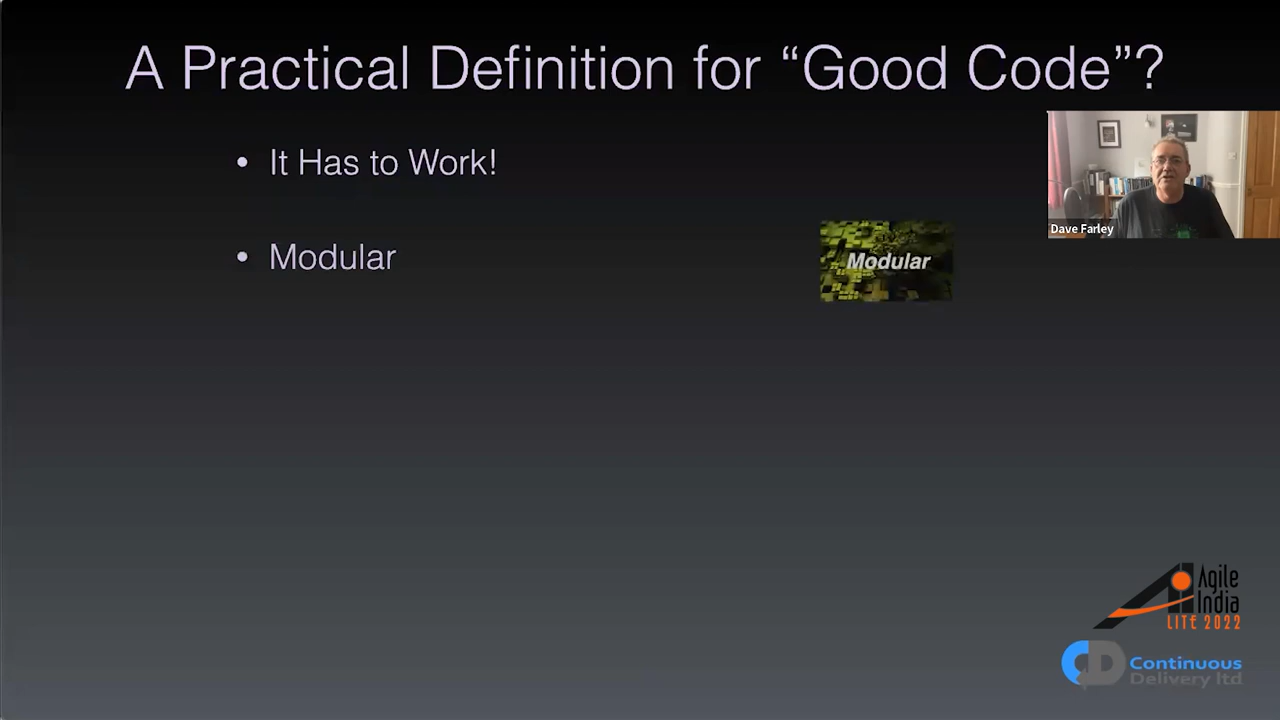 A Practical Definition for “Good Code”?
• It Has to Work!
• Modular
Modular
Dave Farley
Agile
India
LITE 2022
CD Continuous
Delivery ltd